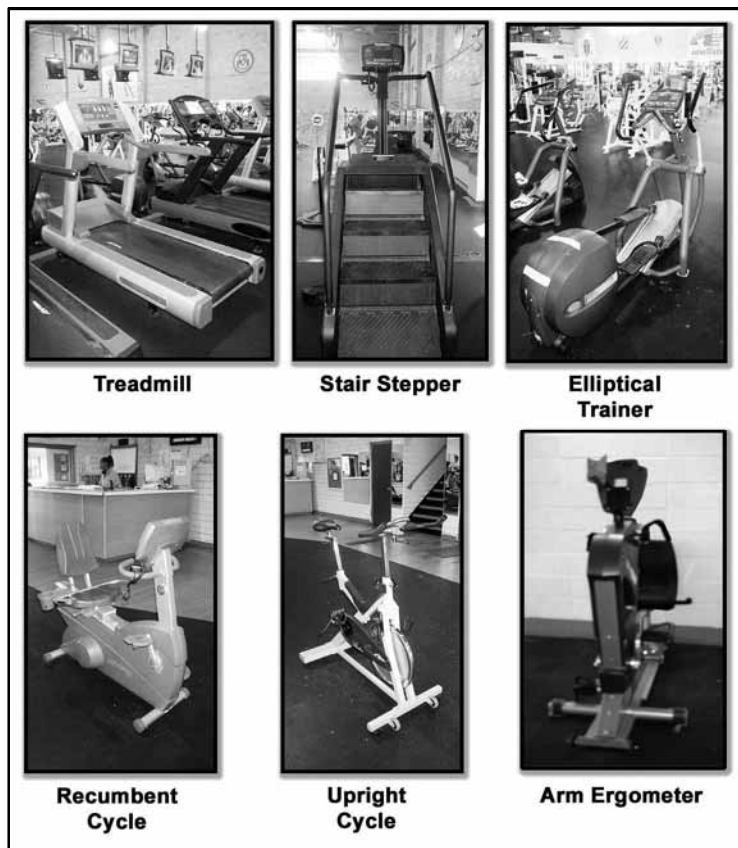 Treadmill
Stair Stepper
Elliptical
Trainer
Recumbent
Cycle
Upright
Cycle
Arm Ergometer